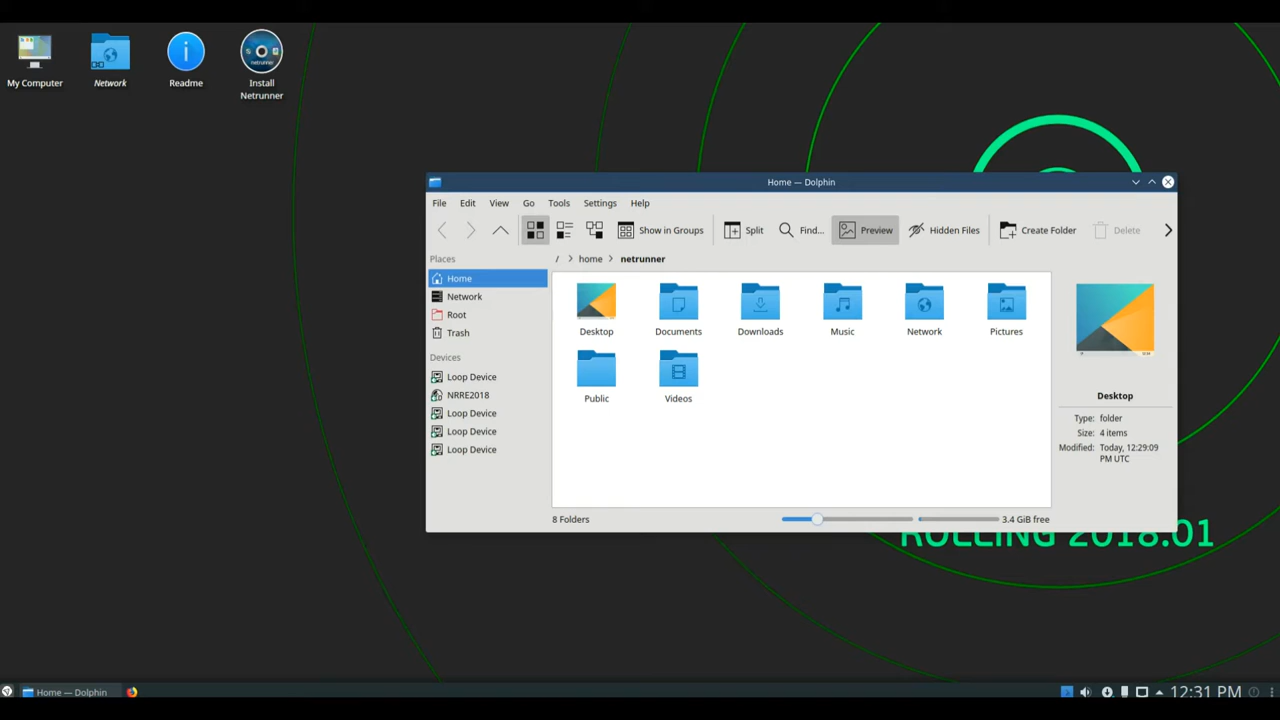 My Computer
Network
Readme
Install
Netrunner
netrunner
Home — Dolphin
File Edit View Go Tools Settings Help
Show in Groups Split Find... Preview Hidden Files Create Folder Delete
Places
/ > home > netrunner
Home
Network
Root
Trash
Devices
Loop Device
NRRE2018
Loop Device
Loop Device
Loop Device
Desktop Documents Downloads Music Network Pictures
Public Videos
Desktop
Type: folder
Size: 4 items
Modified: Today, 12:29:09
PM UTC
8 Folders
3.4 GiB free
ROLLING 2018.01
Home — Dolphin
12:31 PM